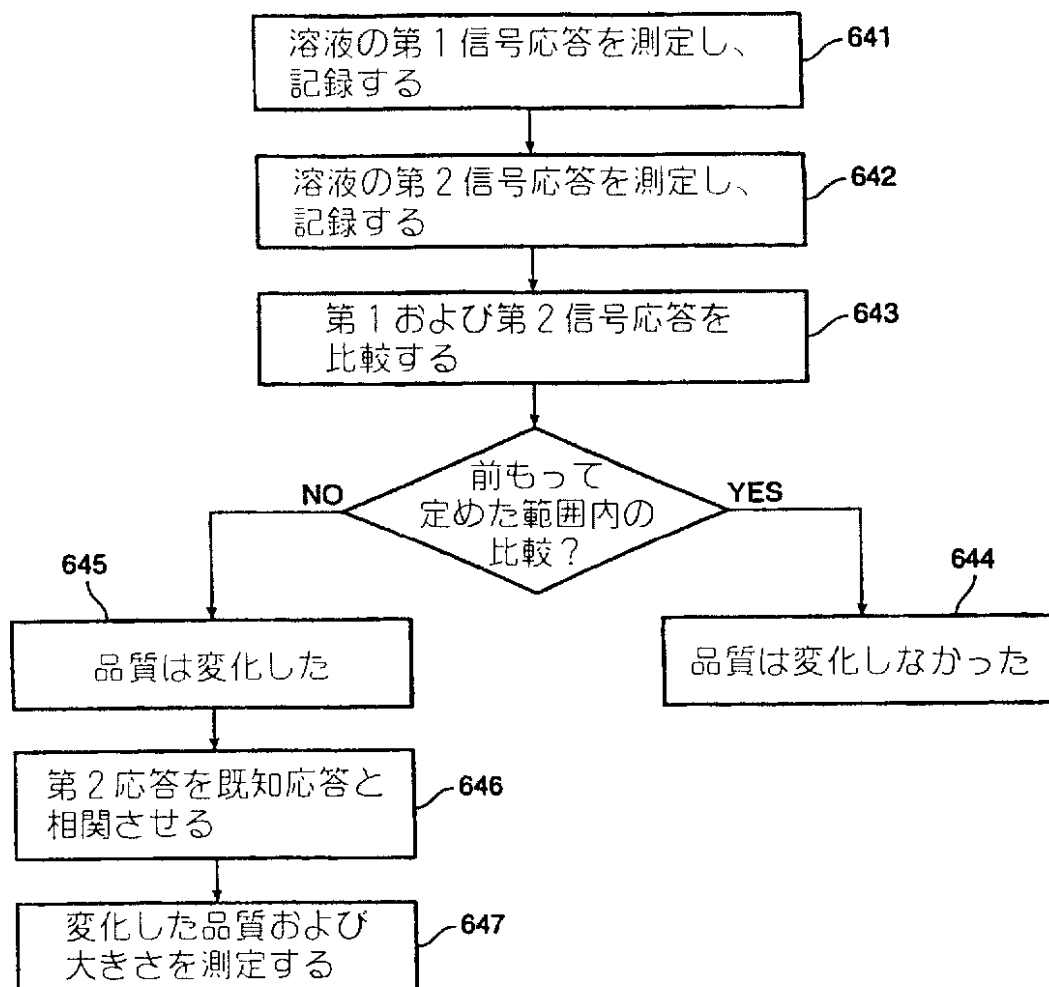 溶液の第1信号応答を測定し、
記録する
641
溶液の第2信号応答を測定し、
記録する
642
第1および第2信号応答を
比較する
643
前もって
定めた範囲内の
比較?
NO
YES
645
品質は変化した
644
品質は変化しなかった
第2応答を既知応答と
相関させる
646
変化した品質および
大きさを測定する
647